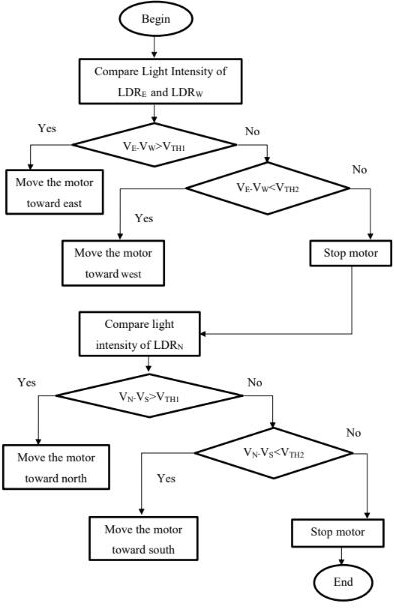 Begin
Compare Light Intensity of
LDRE and LDRW
Yes
No
VE-VW>VTH1
Move the motor
toward east
No
VE-VW<VTH2
Yes
Move the motor
toward west
Stop motor
Compare light
intensity of LDRN
Yes
No
VN-VS>VTH1
Move the motor
toward north
No
VN-VS<VTH2
Yes
Move the motor
toward south
Stop motor
End